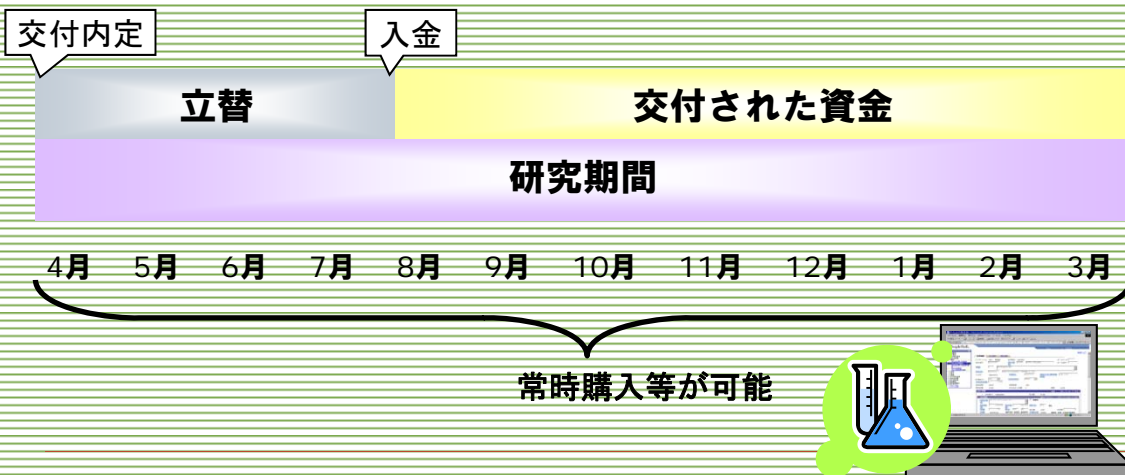 交付内定
入金
立替
交付された資金
研究期間
4月 5月 6月 7月 8月 9月 10月 11月 12月 1月 2月 3月
常時購入等が可能